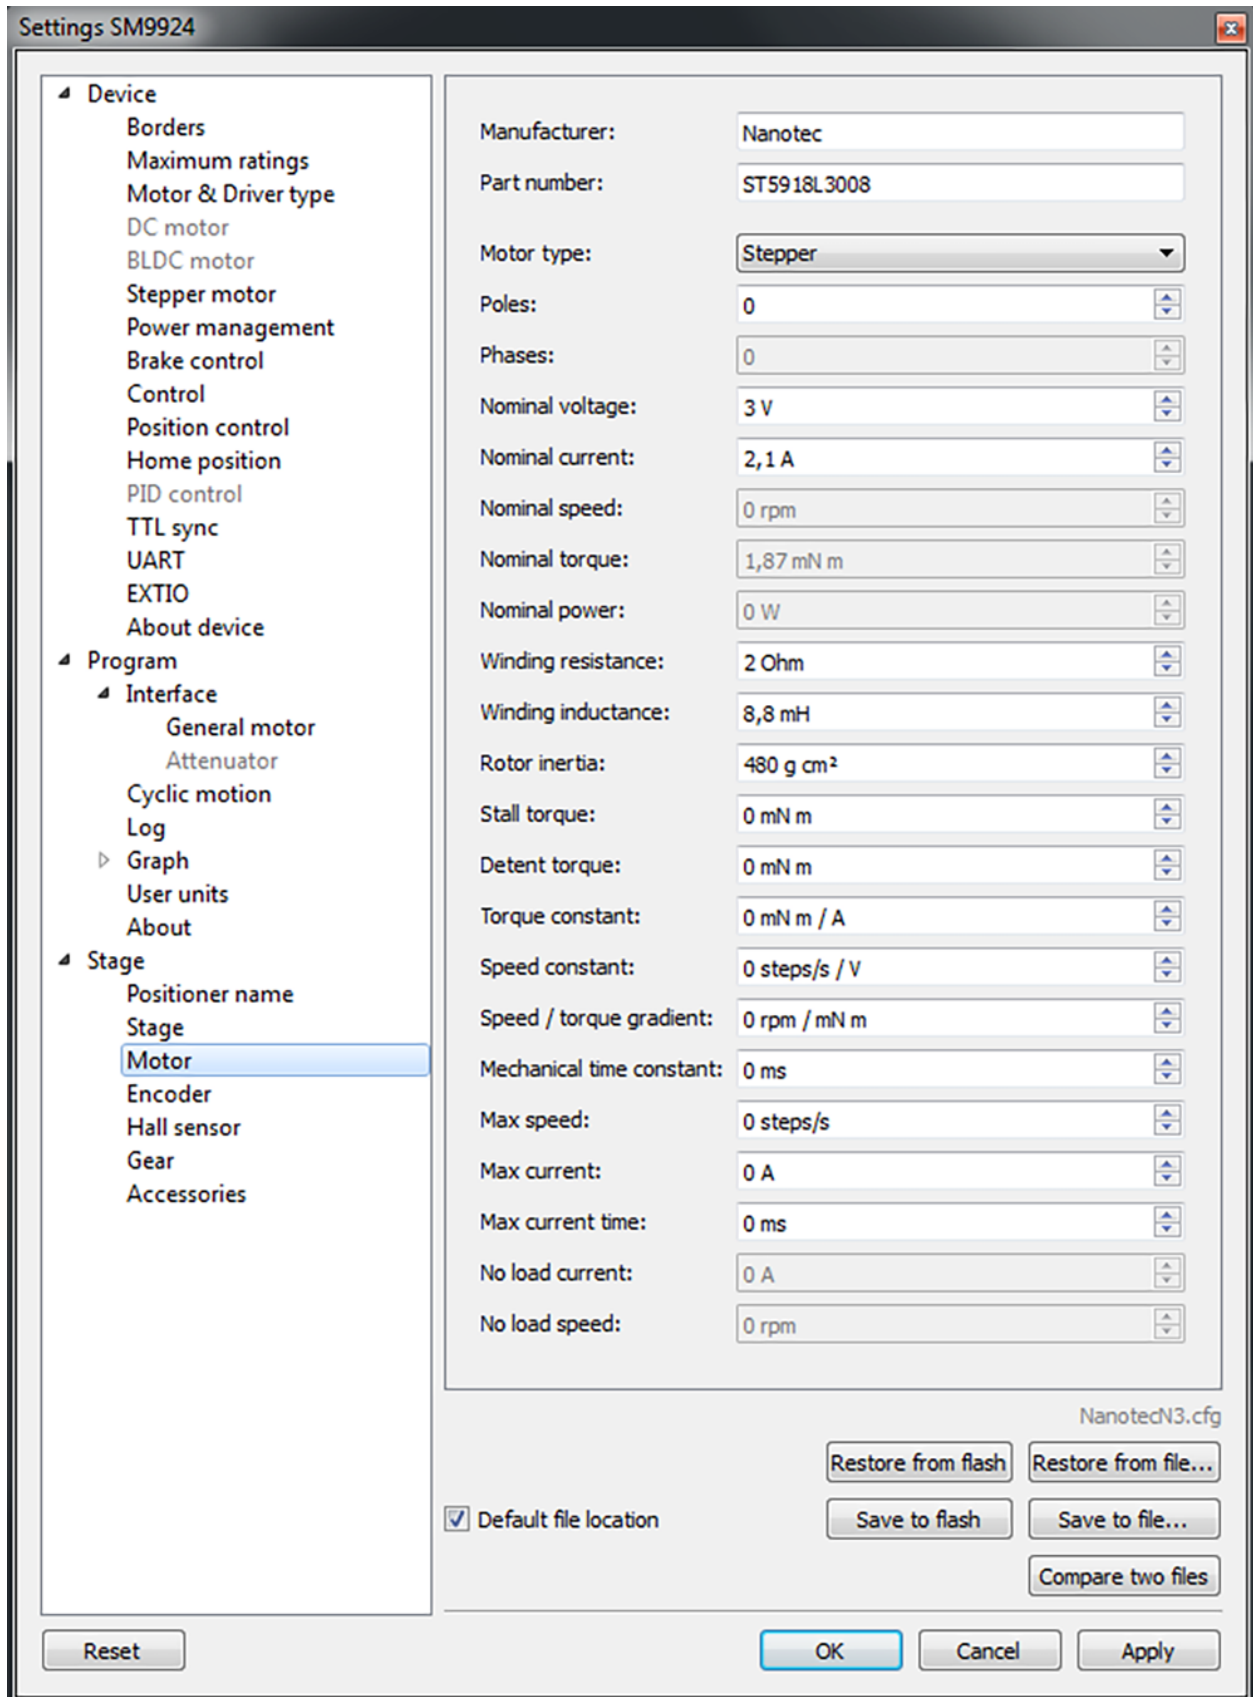 Settings SM9924
Device
Borders
Maximum ratings
Motor & Driver type
DC motor
BLDC motor
Stepper motor
Power management
Brake control
Control
Position control
Home position
PID control
TTL sync
UART
EXTIO
About device
Program
Interface
General motor
Attenuator
Cyclic motion
Log
Graph
User units
About
Stage
Positioner name
Stage
Motor
Encoder
Hall sensor
Gear
Accessories
Manufacturer: Nanotec
Part number: ST5918L3008
Motor type: Stepper
Poles: 0
Phases: 0
Nominal voltage: 3 V
Nominal current: 2,1 A
Nominal speed: 0 rpm
Nominal torque: 1,87 mN m
Nominal power: 0 W
Winding resistance: 2 Ohm
Winding inductance: 8,8 mH
Rotor inertia: 480 g cm²
Stall torque: 0 mN m
Detent torque: 0 mN m
Torque constant: 0 mN m / A
Speed constant: 0 steps/s / V
Speed / torque gradient: 0 rpm / mN m
Mechanical time constant: 0 ms
Max speed: 0 steps/s
Max current: 0 A
Max current time: 0 ms
No load current: 0 A
No load speed: 0 rpm
NanotecN3.cfg
Restore from flash Restore from file...
Default file location Save to flash Save to file...
Compare two files
Reset OK Cancel Apply